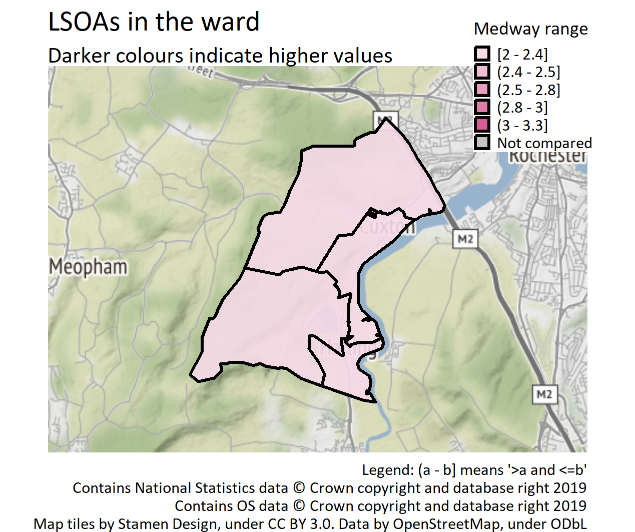 LSOAs in the ward
Darker colours indicate higher values
Medway range
[2 - 2.4]
(2.4 - 2.5]
(2.5 - 2.8]
(2.8 - 3]
(3 - 3.3]
Not compared
Rochester
M2
Meopham
M2
Legend: (a - b] means '>a and <=b'
Contains National Statistics data © Crown copyright and database right 2019
Contains OS data © Crown copyright and database right 2019
Map tiles by Stamen Design, under CC BY 3.0. Data by OpenStreetMap, under ODbL